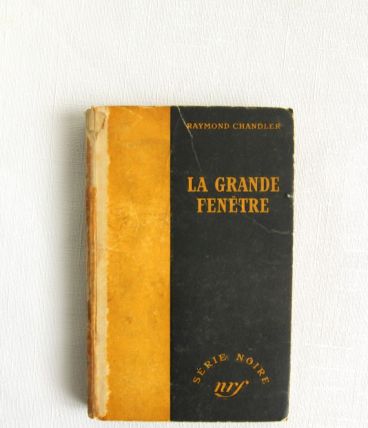 RAYMOND CHANDLER
LA GRANDE
FENÊTRE
SÉRIE NOIRE
nrf